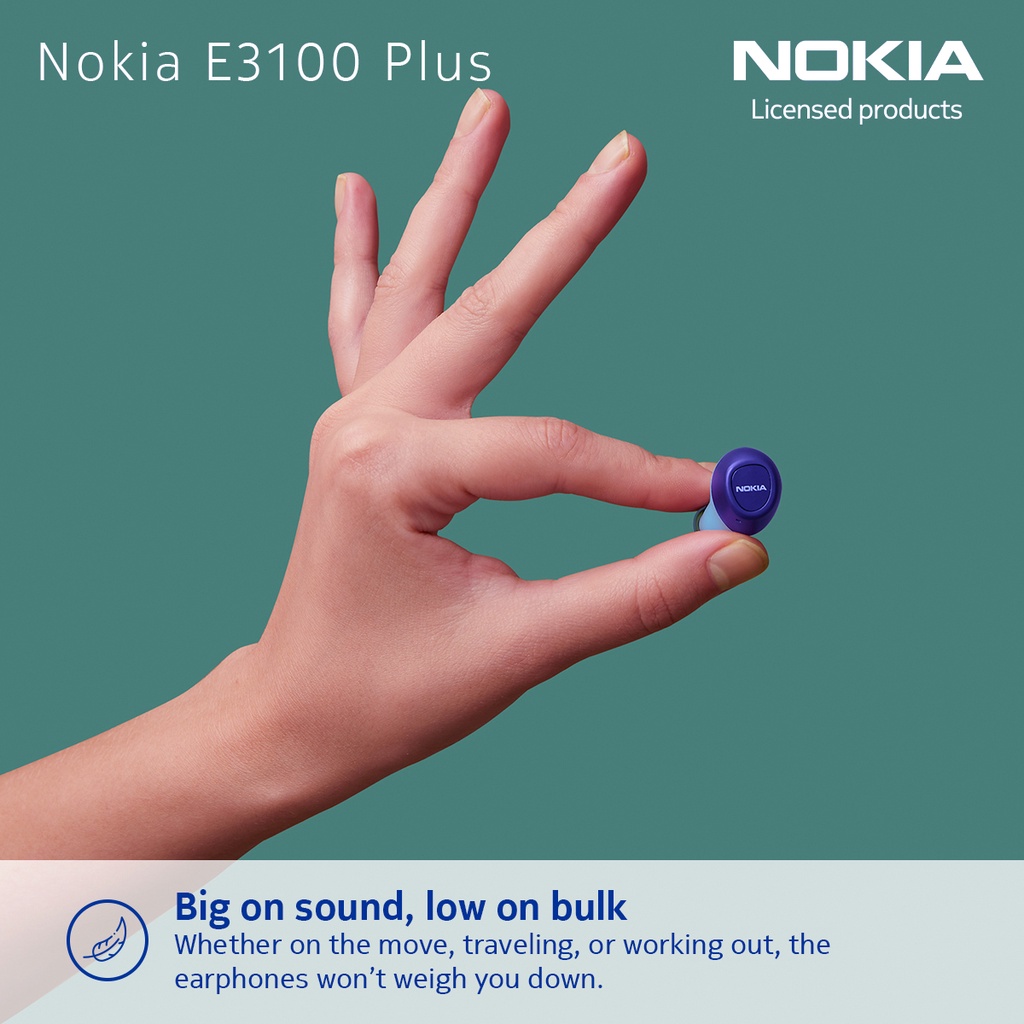 Nokia E3100 Plus
NOKIA
Licensed products
NOKIA
Big on sound, low on bulk
Whether on the move, traveling, or working out, the
earphones won’t weigh you down.